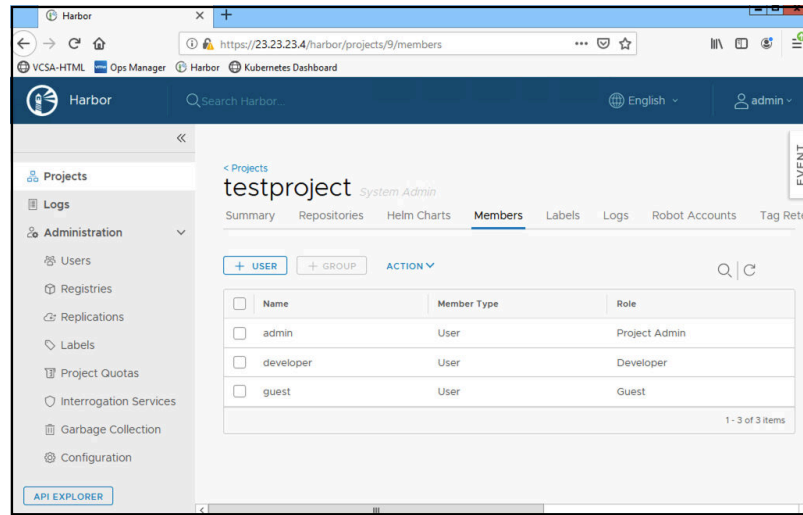 Harbor
https://23.23.23.4/harbor/projects/9/members
VCSA-HTML Ops Manager Harbor Kubernetes Dashboard
Harbor Search Harbor... English admin
EVENT
Projects
Logs
Administration
Users
Registries
Replications
Labels
Project Quotas
Interrogation Services
Garbage Collection
Configuration
API EXPLORER
< Projects
testproject System Admin
Summary Repositories Helm Charts Members Labels Logs Robot Accounts Tag Rete
+ USER + GROUP ACTION
Name Member Type Role
admin User Project Admin
developer User Developer
guest User Guest
1 - 3 of 3 items